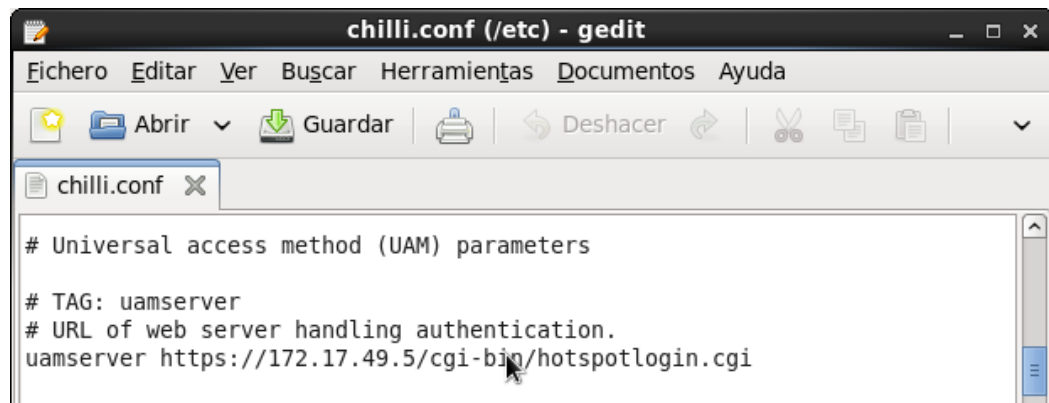 chilli.conf (/etc) - gedit
Fichero Editar Ver Buscar Herramientas Documentos Ayuda
Abrir Guardar Deshacer
chilli.conf
# Universal access method (UAM) parameters
# TAG: uamserver
# URL of web server handling authentication.
uamserver https://172.17.49.5/cgi-bin/hotspotlogin.cgi